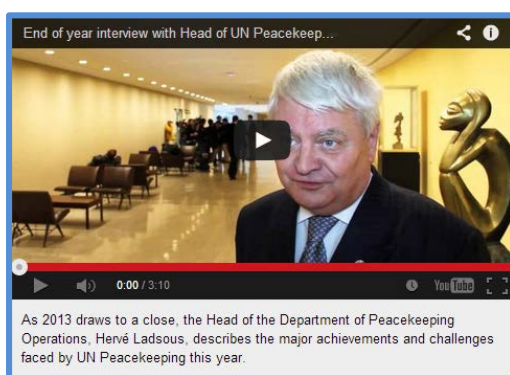 End of year interview with Head of UN Peacekeep...
0:00 / 3:10
YouTube
As 2013 draws to a close, the Head of the Department of Peacekeeping
Operations, Hervé Ladsous, describes the major achievements and challenges
faced by UN Peacekeeping this year.